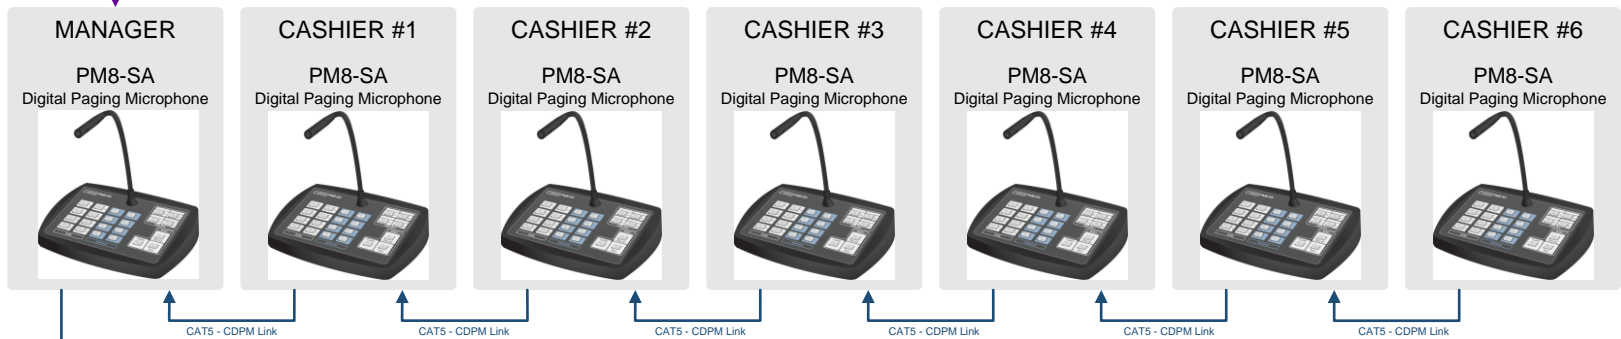 MANAGER
PM8-SA
Digital Paging Microphone
CASHIER #1
PM8-SA
Digital Paging Microphone
CASHIER #2
PM8-SA
Digital Paging Microphone
CASHIER #3
PM8-SA
Digital Paging Microphone
CASHIER #4
PM8-SA
Digital Paging Microphone
CASHIER #5
PM8-SA
Digital Paging Microphone
CASHIER #6
PM8-SA
Digital Paging Microphone
CAT5 - CDPM Link
CAT5 - CDPM Link
CAT5 - CDPM Link
CAT5 - CDPM Link
CAT5 - CDPM Link
CAT5 - CDPM Link